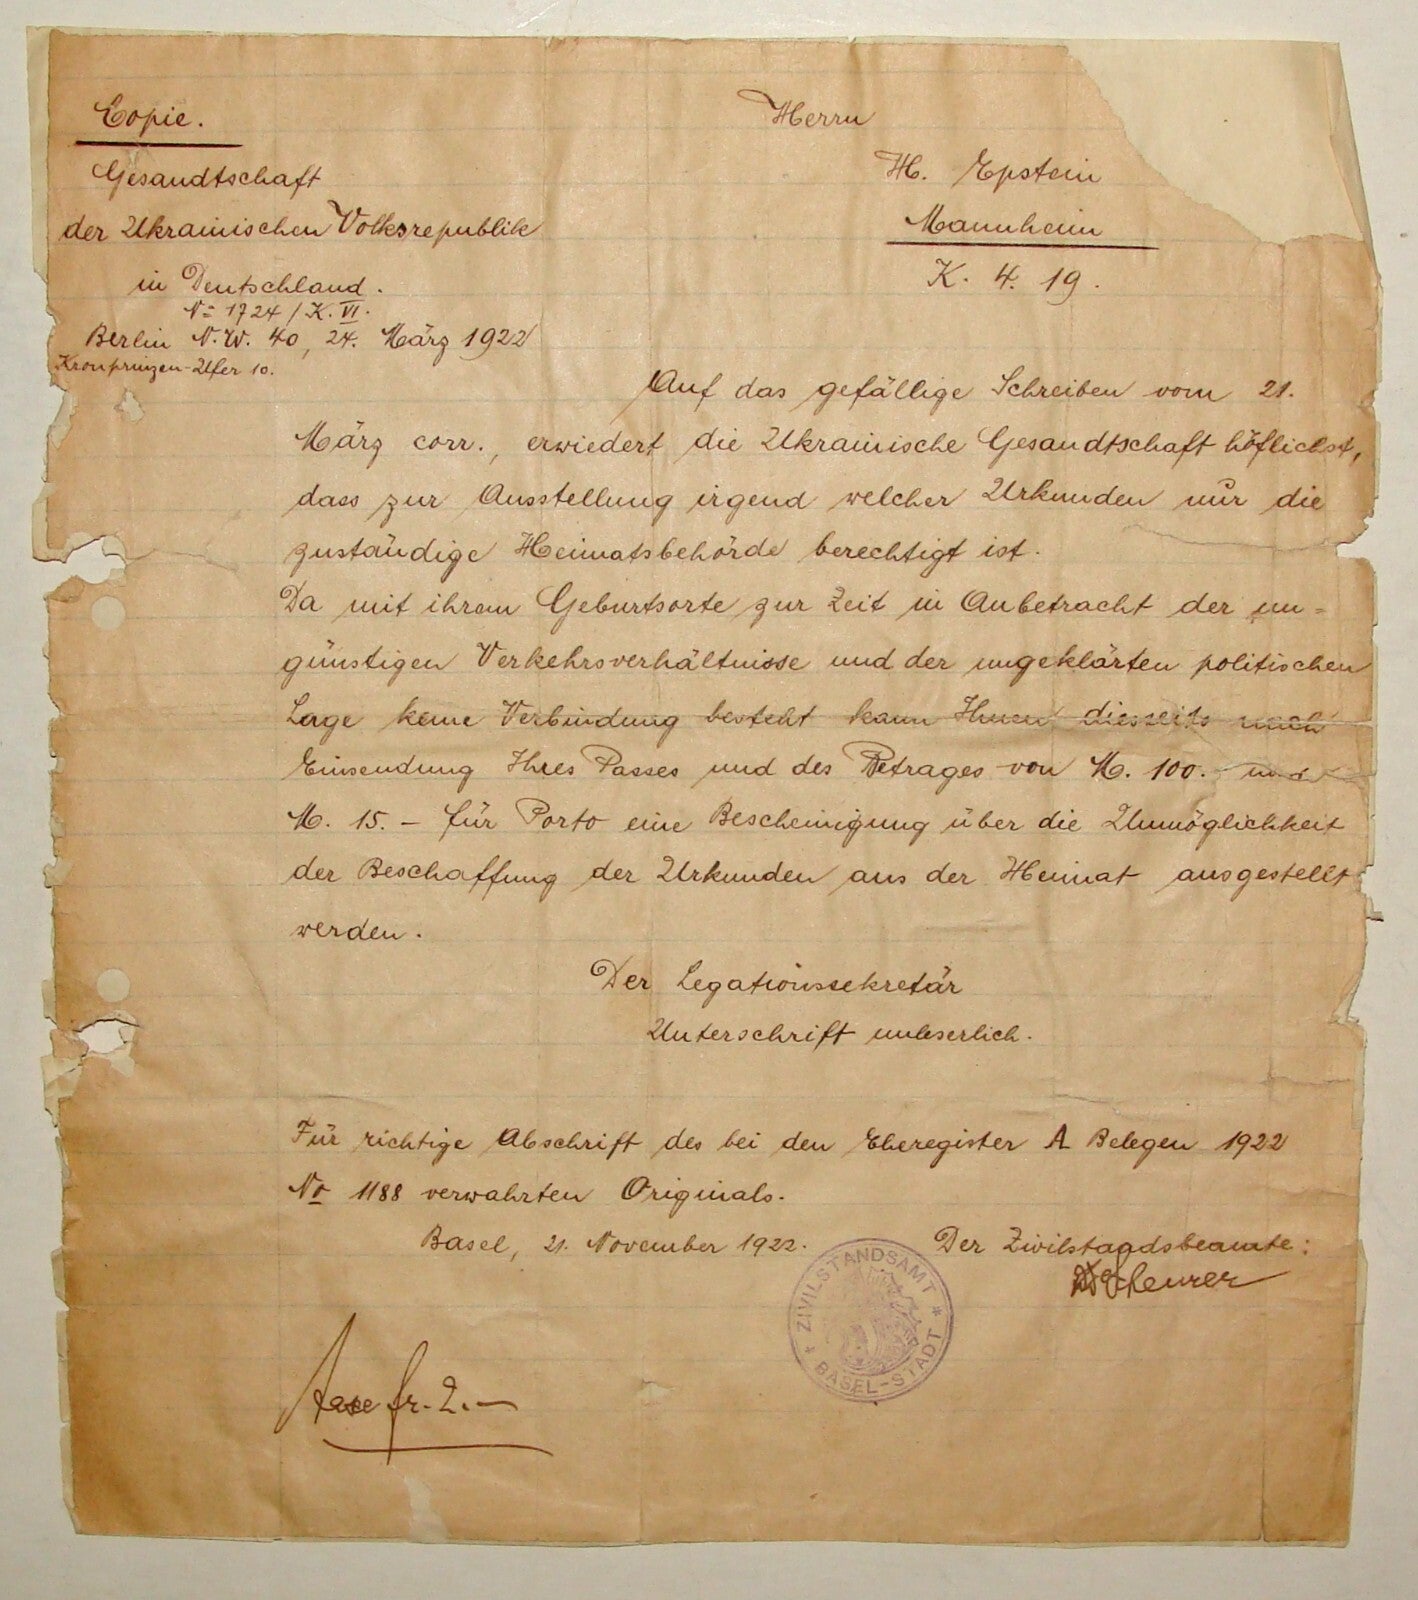 Copie.
Gesandtschaft
der Ukrainischen Volksrepublik
in Deutschland.
No 1724 / K. VI.
Berlin N.W. 40, 24. März 1922
Kronprinzen-Ufer 10.
Herrn
H. Epstein
Mannheim
K. 4. 19.
Auf das gefällige Schreiben vom 21.
März corr., erwiedert die Ukrainische Gesandtschaft höflichst,
dass zur Ausstellung irgend welcher Urkunden nur die
zuständige Heimatsbehörde berechtigt ist.
Da mit ihrem Geburtsorte zur Zeit in Anbetracht der un=
günstigen Verkehrsverhältnisse und der ungeklärten politischen
Lage keine Verbindung besteht kann Ihnen diesseits nach
Einsendung Ihres Passes und des Betrages von M. 100.- und
M. 15. – für Porto eine Bescheinigung über die Unmöglichkeit
der Beschaffung der Urkunden aus der Heimat ausgestellt
werden.
Der Legationssekretär
Unterschrift unleserlich.
Für richtige Abschrift des bei den Eheregister A Belegen 1922
No 1188 verwahrten Originals.
Basel, 21. November 1922.
Der Zivilstandsbeamte:
Scheurer
ZIVILSTANDSAMT * BASEL-STADT *
Taxe fr. 2.–